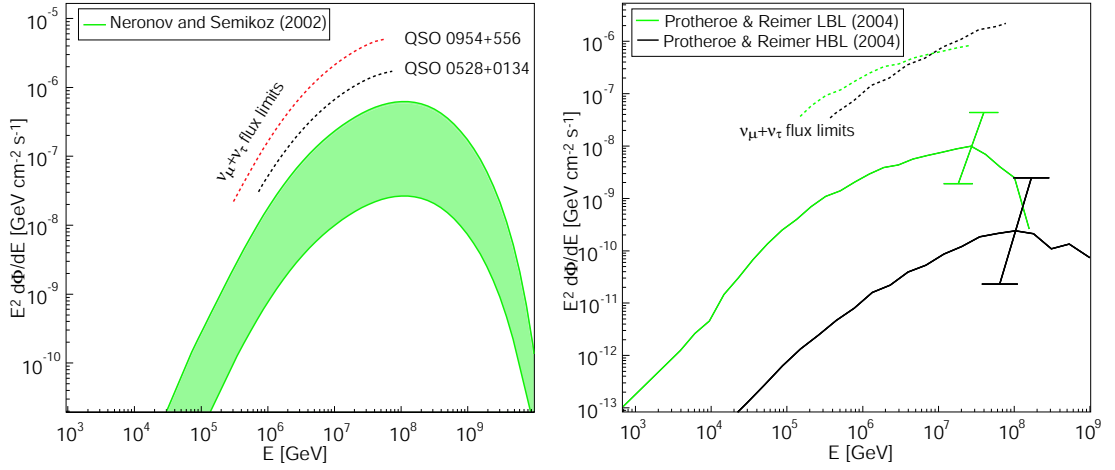 Neronov and Semikoz (2002)
QSO 0954+556
QSO 0528+0134
νμ+ντ flux limits
10⁻⁵
10⁻⁶
10⁻⁷
10⁻⁸
10⁻⁹
10⁻¹⁰
E² dΦ/dE [GeV cm⁻² s⁻¹]
10³ 10⁴ 10⁵ 10⁶ 10⁷ 10⁸ 10⁹
E [GeV]
Protheroe & Reimer LBL (2004)
Protheroe & Reimer HBL (2004)
νμ+ντ flux limits
10⁻⁶
10⁻⁷
10⁻⁸
10⁻⁹
10⁻¹⁰
10⁻¹¹
10⁻¹²
10⁻¹³
E² dΦ/dE [GeV cm⁻² s⁻¹]
10³ 10⁴ 10⁵ 10⁶ 10⁷ 10⁸ 10⁹
E [GeV]